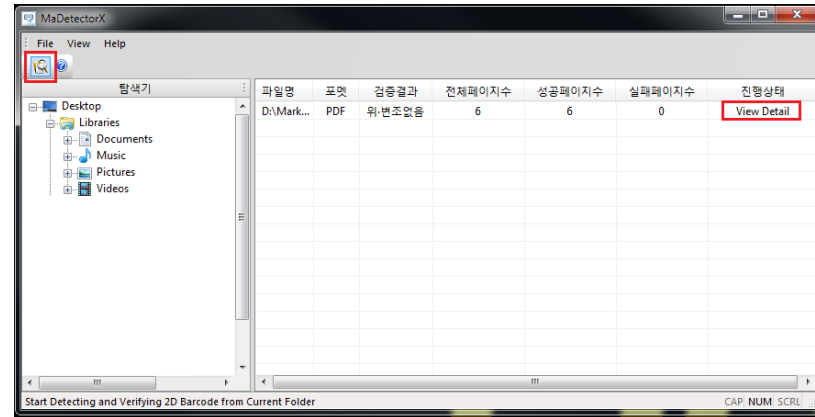 MaDetectorX
File View Help
탐색기
Desktop
Libraries
Documents
Music
Pictures
Videos
파일명 포멧 검증결과 전체페이지수 성공페이지수 실패페이지수 진행상태
D:\Mark... PDF 위·변조없음 6 6 0 View Detail
Start Detecting and Verifying 2D Barcode from Current Folder CAP NUM SCRL